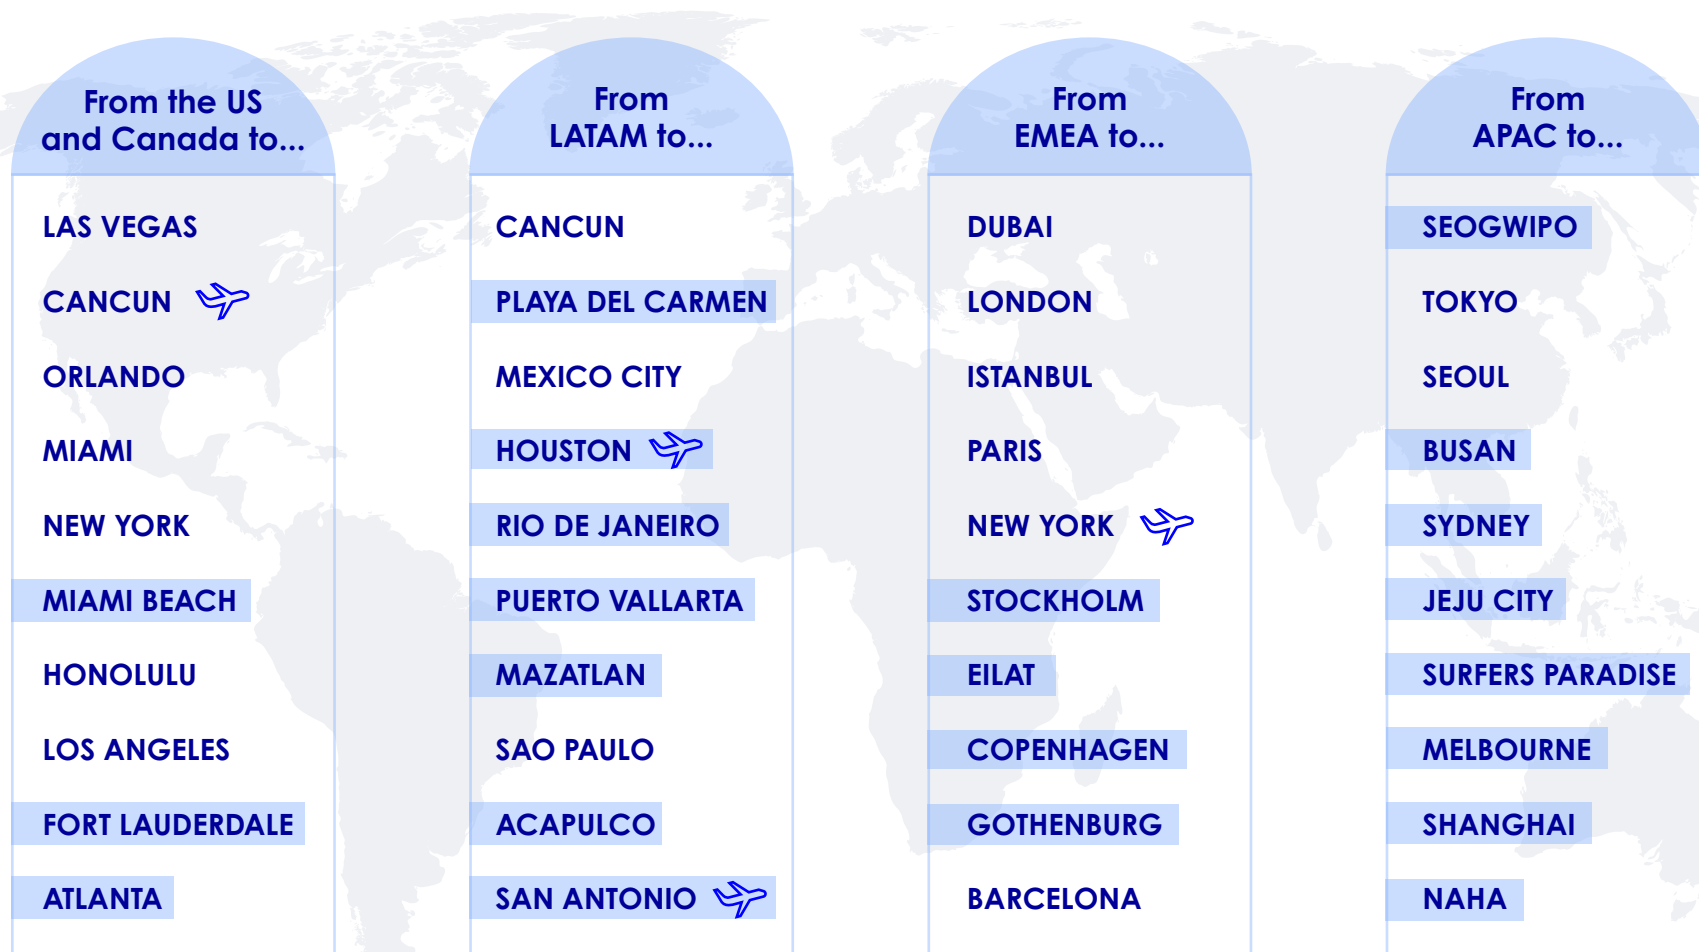 From the US
and Canada to...
LAS VEGAS
CANCUN
ORLANDO
MIAMI
NEW YORK
MIAMI BEACH
HONOLULU
LOS ANGELES
FORT LAUDERDALE
ATLANTA
From
LATAM to...
CANCUN
PLAYA DEL CARMEN
MEXICO CITY
HOUSTON
RIO DE JANEIRO
PUERTO VALLARTA
MAZATLAN
SAO PAULO
ACAPULCO
SAN ANTONIO
From
EMEA to...
DUBAI
LONDON
ISTANBUL
PARIS
NEW YORK
STOCKHOLM
EILAT
COPENHAGEN
GOTHENBURG
BARCELONA
From
APAC to...
SEOGWIPO
TOKYO
SEOUL
BUSAN
SYDNEY
JEJU CITY
SURFERS PARADISE
MELBOURNE
SHANGHAI
NAHA